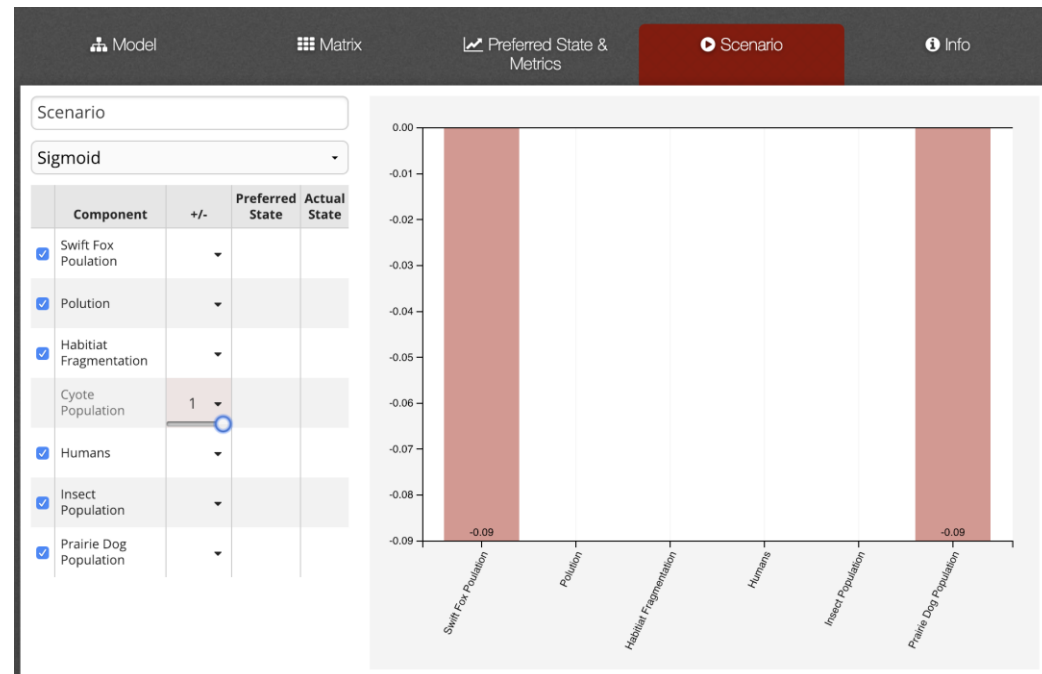 Model
Matrix
Preferred State &
Metrics
Scenario
Info
Scenario
Sigmoid
Component
+/-
Preferred
State
Actual
State
Swift Fox
Poulation
Polution
Habitiat
Fragmentation
Cyote
Population
1
Humans
Insect
Population
Prairie Dog
Population
0.00
-0.01
-0.02
-0.03
-0.04
-0.05
-0.06
-0.07
-0.08
-0.09
-0.09
-0.09
Swift Fox Poulation
Polution
Habitiat Fragmentation
Humans
Insect Population
Prairie Dog Population